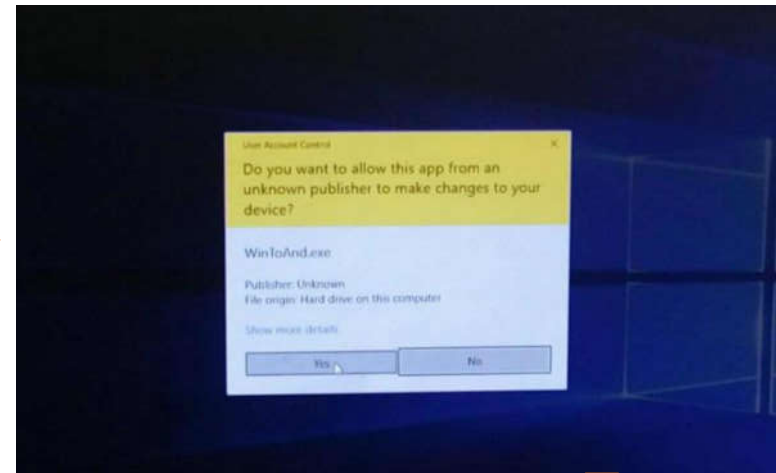 User Account Control
Do you want to allow this app from an
unknown publisher to make changes to your
device?
WinToAnd.exe
Publisher: Unknown
File origin: Hard drive on this computer
Show more details
Yes
No